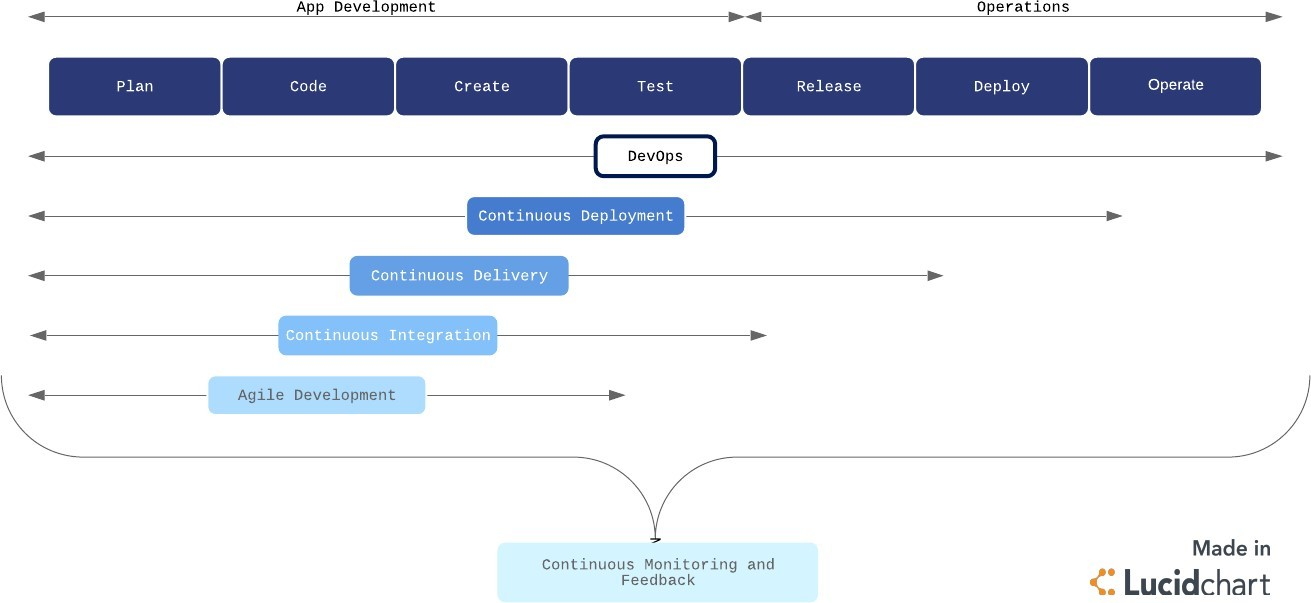 App Development
Operations
Plan
Code
Create
Test
Release
Deploy
Operate
DevOps
Continuous Deployment
Continuous Delivery
Continuous Integration
Agile Development
Continuous Monitoring and
Feedback
Made in
Lucidchart